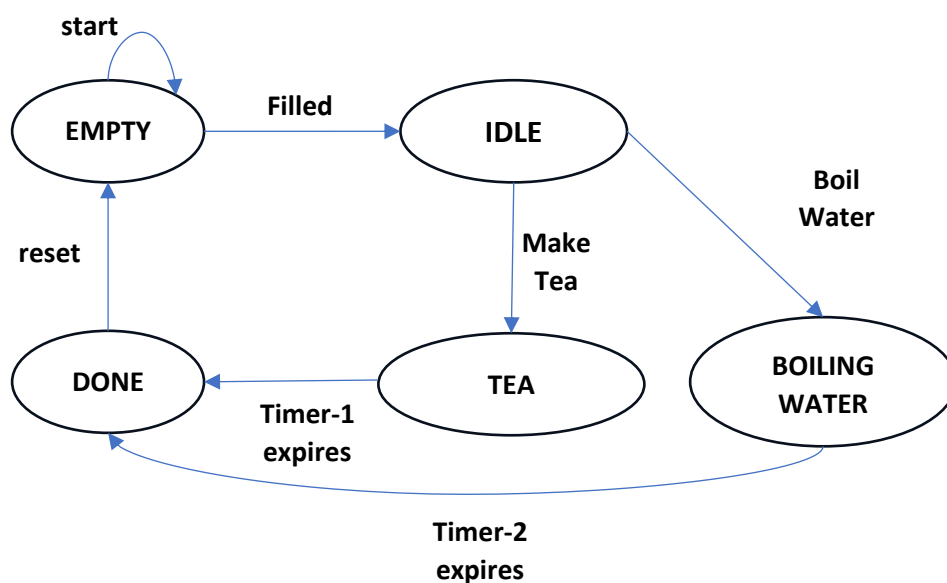 start
Filled
EMPTY
IDLE
Boil
Water
reset
Make
Tea
DONE
TEA
BOILING
WATER
Timer-1
expires
Timer-2
expires